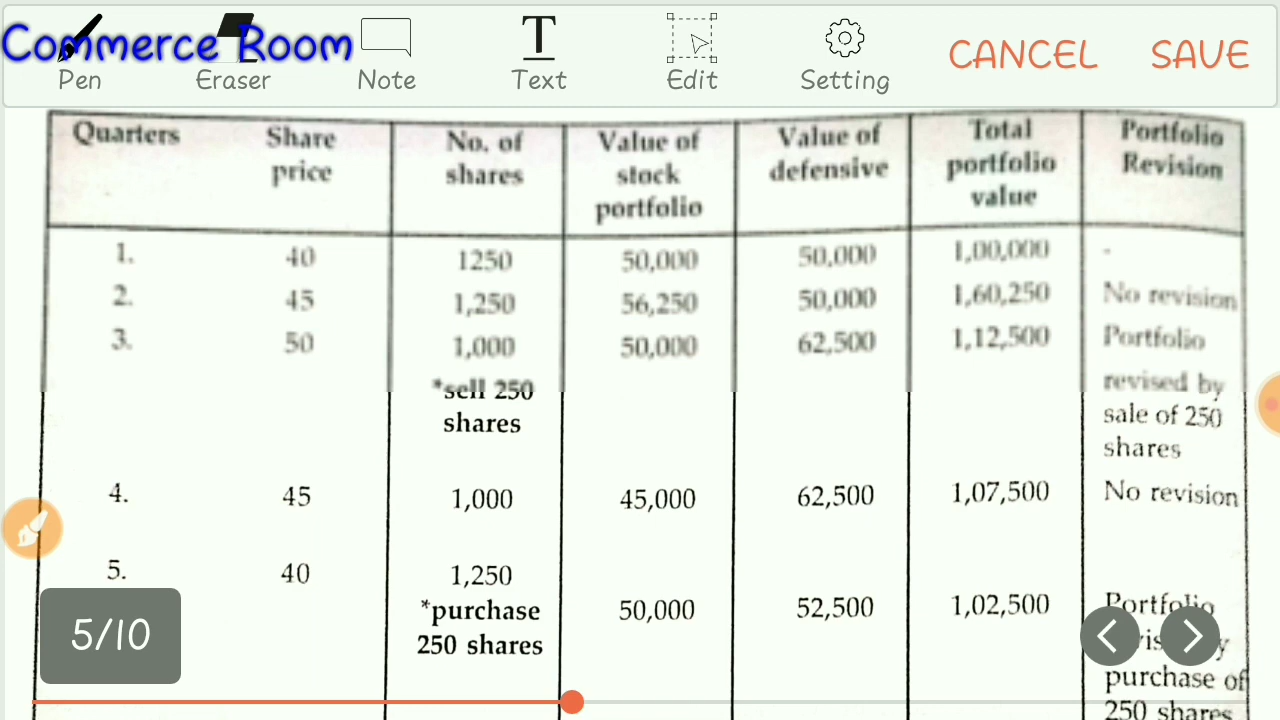 Commerce Room
Pen Eraser Note Text Edit Setting CANCEL SAVE
Quarters Share price No. of shares Value of stock portfolio Value of defensive Total portfolio value Portfolio Revision
1. 40 1250 50,000 50,000 1,00,000 -
2. 45 1,250 56,250 50,000 1,60,250 No revision
3. 50 1,000 50,000 62,500 1,12,500 Portfolio
*sell 250 shares revised by sale of 250 shares
4. 45 1,000 45,000 62,500 1,07,500 No revision
5. 40 1,250
*purchase 250 shares 50,000 52,500 1,02,500 Portfolio
purchase of 250 shares
5/10